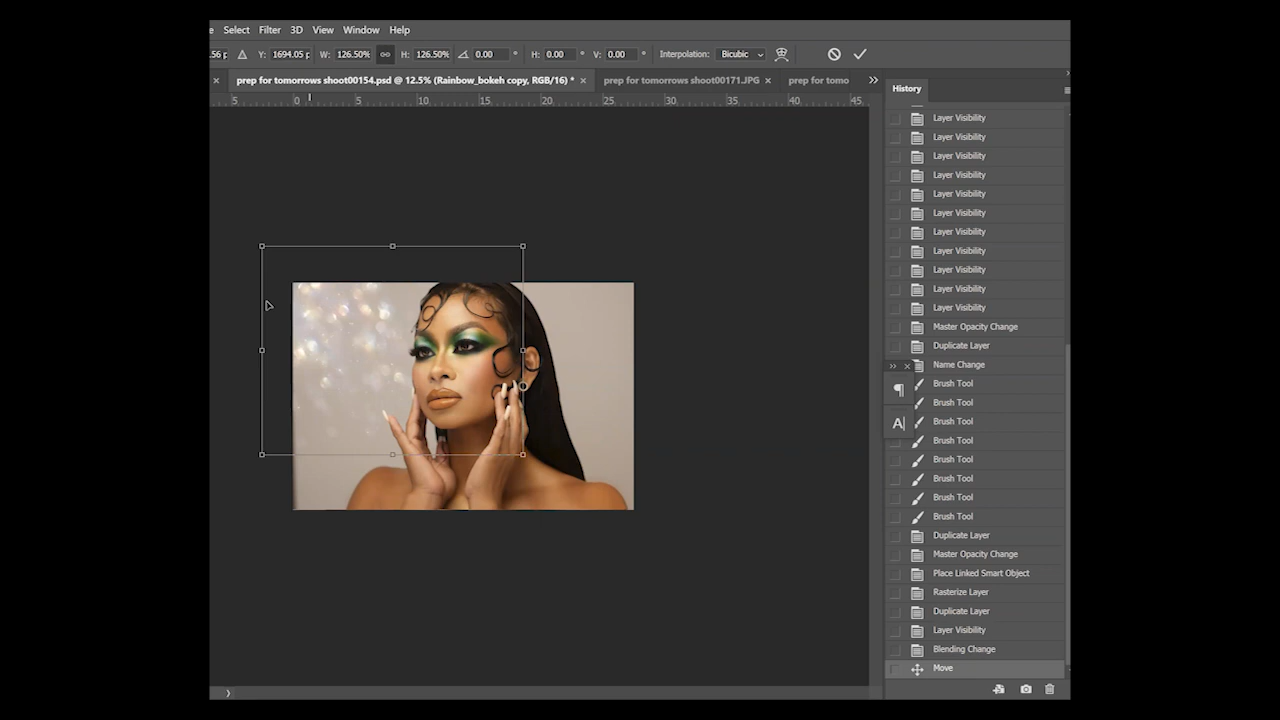 e Select Filter 3D View Window Help
.56 p Y: 1694.05 p W: 126.50% H: 126.50% 0.00 ° H: 0.00 ° V: 0.00 ° Interpolation: Bicubic
prep for tomorrows shoot00154.psd @ 12.5% (Rainbow_bokeh copy, RGB/16) * × prep for tomorrows shoot00171.JPG × prep for tomo
History
5 0 5 10 15 20 25 30 35 40 45
Layer Visibility
Layer Visibility
Layer Visibility
Layer Visibility
Layer Visibility
Layer Visibility
Layer Visibility
Layer Visibility
Layer Visibility
Layer Visibility
Layer Visibility
Master Opacity Change
Duplicate Layer
Name Change
Brush Tool
Brush Tool
Brush Tool
Brush Tool
Brush Tool
Brush Tool
Brush Tool
Brush Tool
Duplicate Layer
Master Opacity Change
Place Linked Smart Object
Rasterize Layer
Duplicate Layer
Layer Visibility
Blending Change
Move